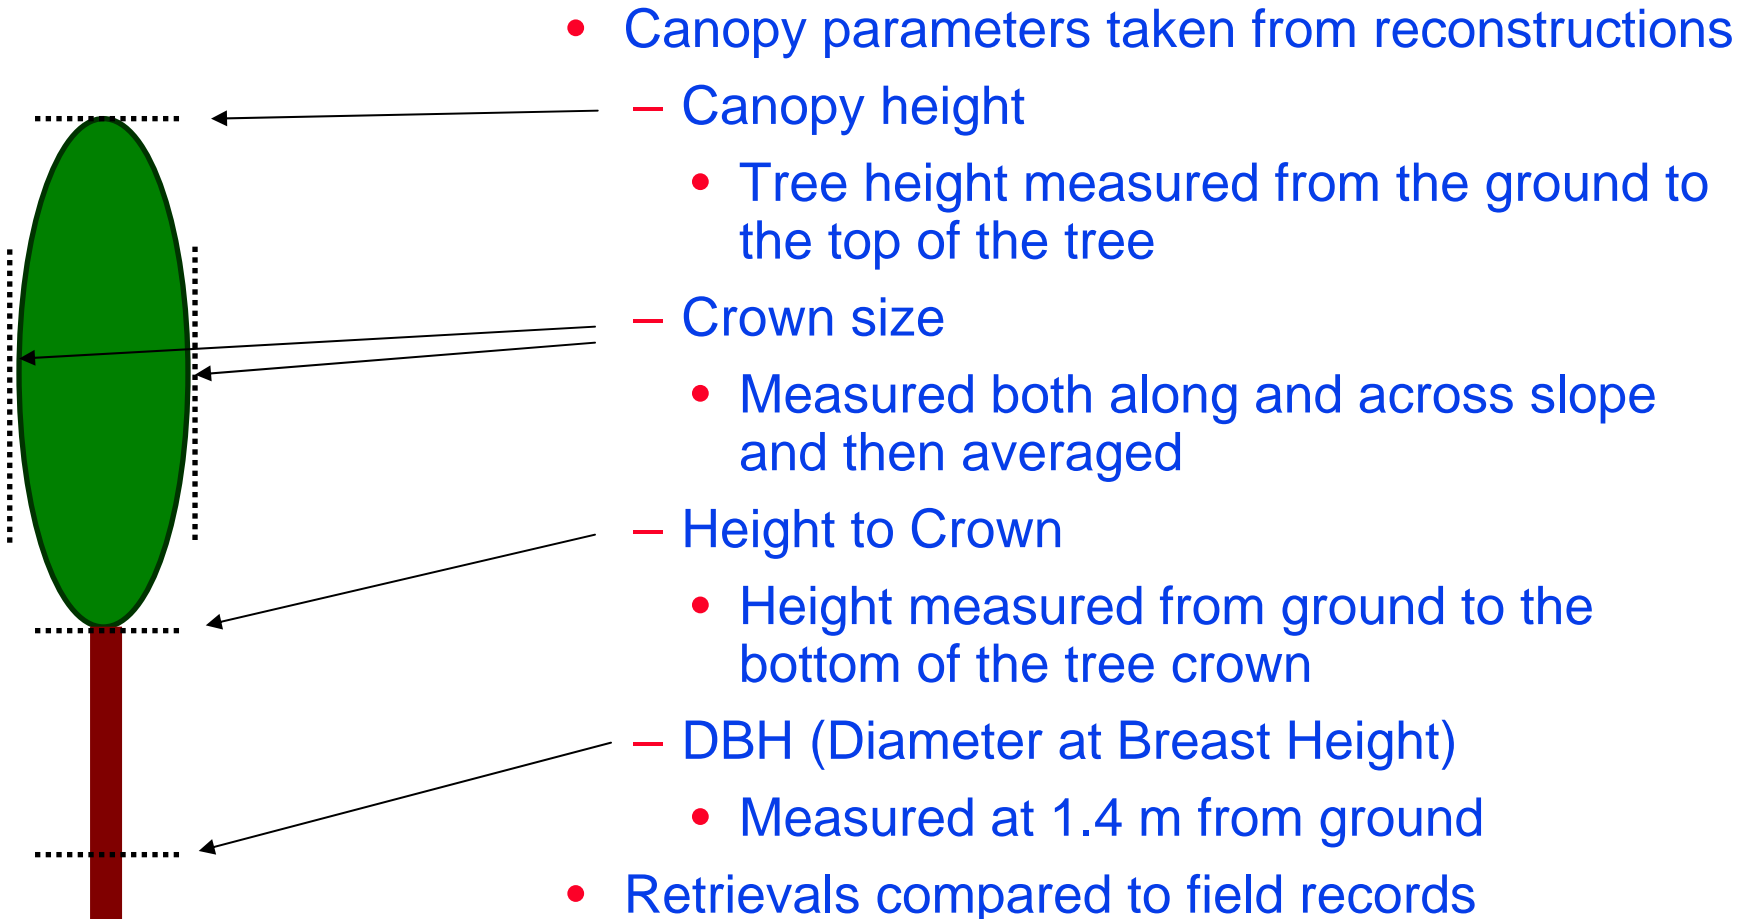 • Canopy parameters taken from reconstructions
– Canopy height
• Tree height measured from the ground to
the top of the tree
– Crown size
• Measured both along and across slope
and then averaged
– Height to Crown
• Height measured from ground to the
bottom of the tree crown
– DBH (Diameter at Breast Height)
• Measured at 1.4 m from ground
• Retrievals compared to field records